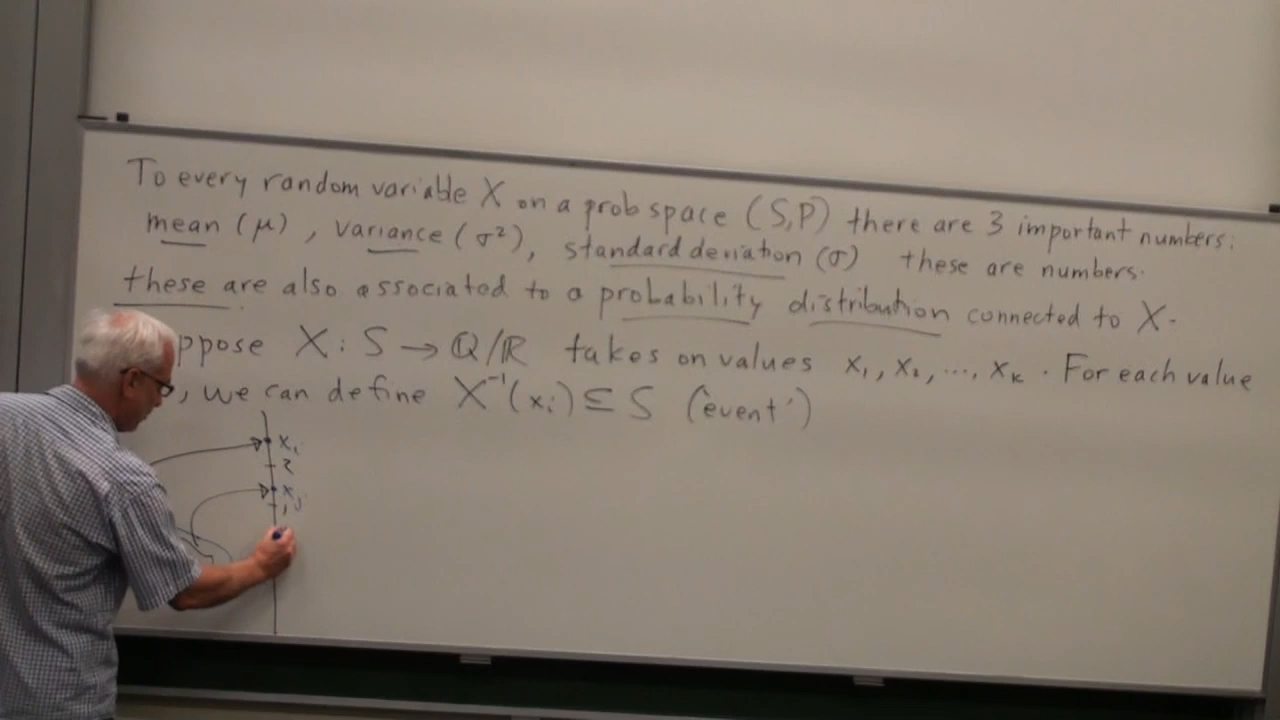 To every random variable X on a prob space (S,P) there are 3 important numbers:
mean (μ), variance (σ²), standard deviation (σ) these are numbers.
these are also associated to a probability distribution connected to X.
ppose X : S → ℚ/ℝ takes on values x₁, x₂, ..., xₖ. For each value
, we can define X⁻¹(xᵢ) ⊆ S ('event')
xᵢ
2
xⱼ
1